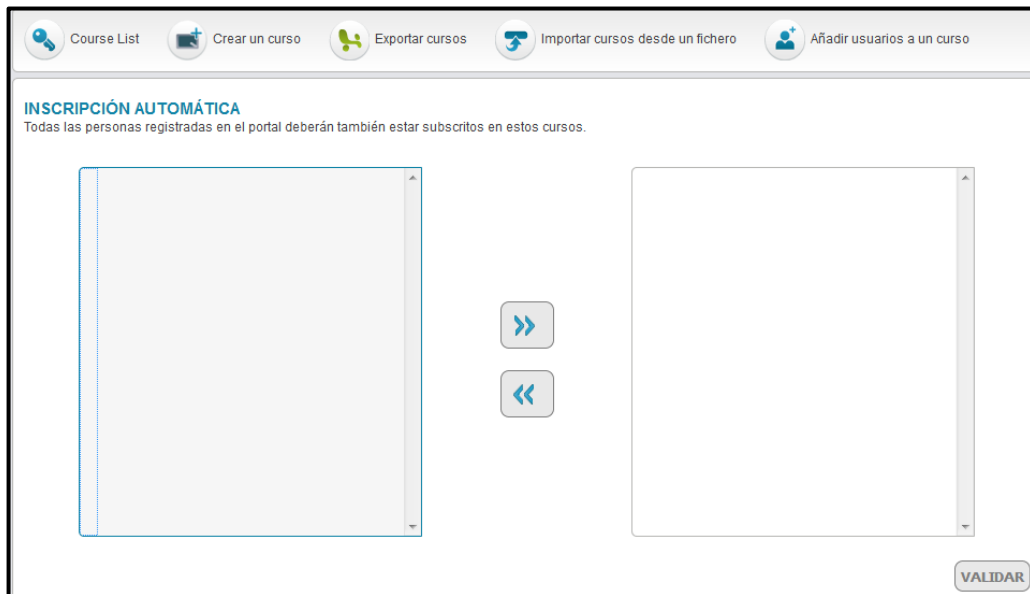 Course List Crear un curso Exportar cursos Importar cursos desde un fichero Añadir usuarios a un curso
INSCRIPCIÓN AUTOMÁTICA
Todas las personas registradas en el portal deberán también estar subscritos en estos cursos.
VALIDAR